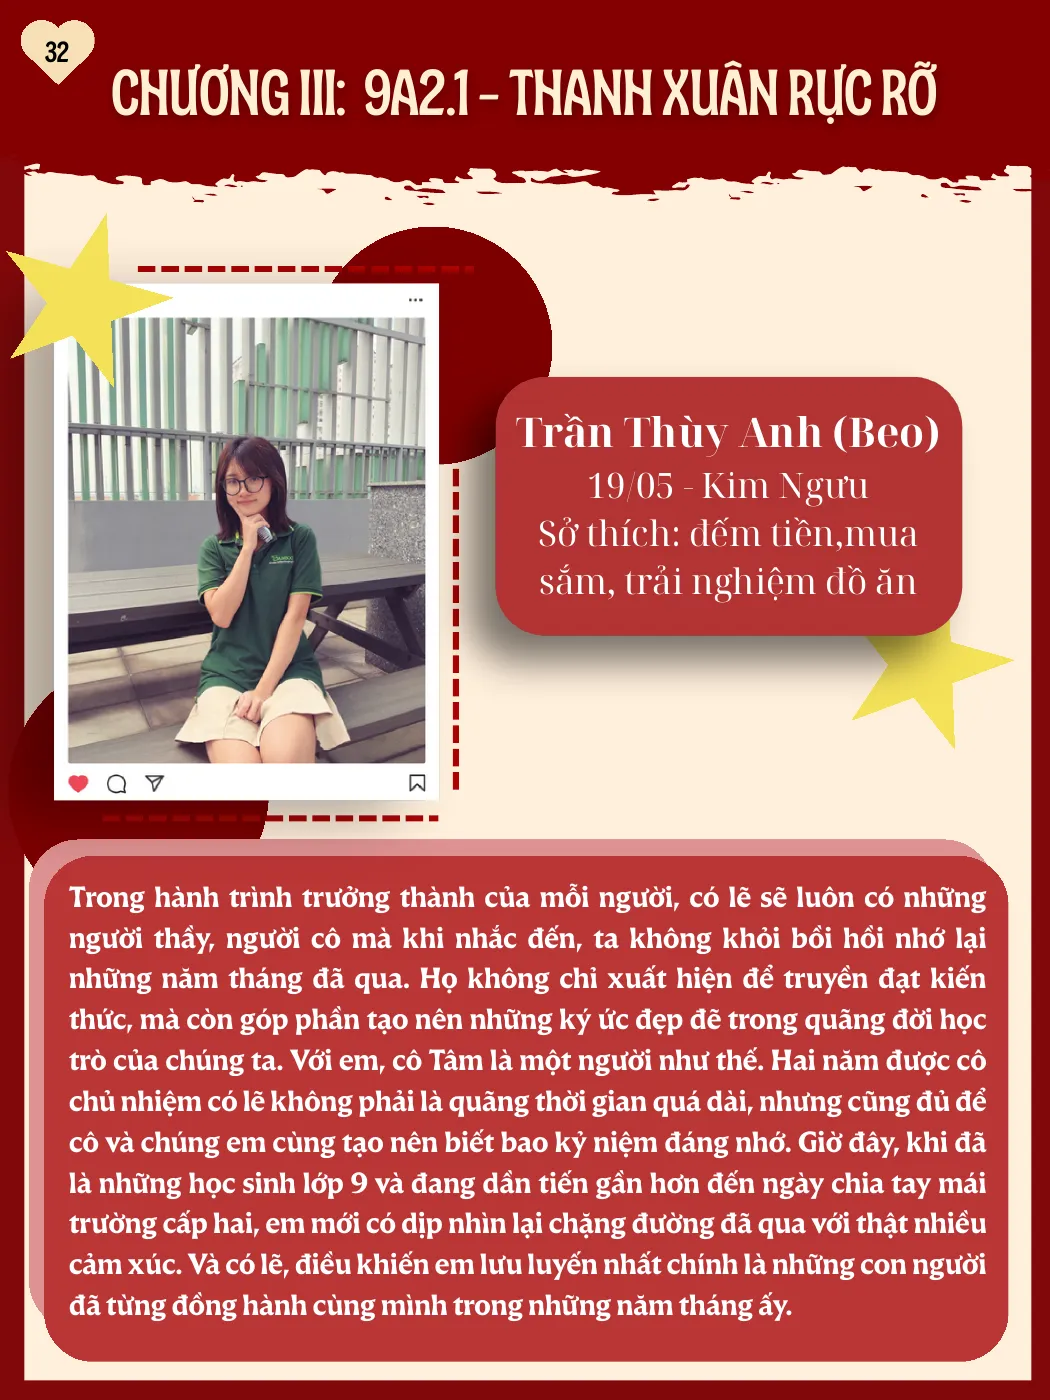 32
CHƯƠNG III: 9A2.1 – THANH XUÂN RỰC RỠ
Trần Thùy Anh (Beo)
19/05 - Kim Ngưu
Sở thích: đếm tiền,mua
sắm, trải nghiệm đồ ăn
Trong hành trình trưởng thành của mỗi người, có lẽ sẽ luôn có những
người thầy, người cô mà khi nhắc đến, ta không khỏi bồi hồi nhớ lại
những năm tháng đã qua. Họ không chỉ xuất hiện để truyền đạt kiến
thức, mà còn góp phần tạo nên những ký ức đẹp đẽ trong quãng đời học
trò của chúng ta. Với em, cô Tâm là một người như thế. Hai năm được cô
chủ nhiệm có lẽ không phải là quãng thời gian quá dài, nhưng cũng đủ để
cô và chúng em cùng tạo nên biết bao kỷ niệm đáng nhớ. Giờ đây, khi đã
là những học sinh lớp 9 và đang dần tiến gần hơn đến ngày chia tay mái
trường cấp hai, em mới có dịp nhìn lại chặng đường đã qua với thật nhiều
cảm xúc. Và có lẽ, điều khiến em lưu luyến nhất chính là những con người
đã từng đồng hành cùng mình trong những năm tháng ấy.